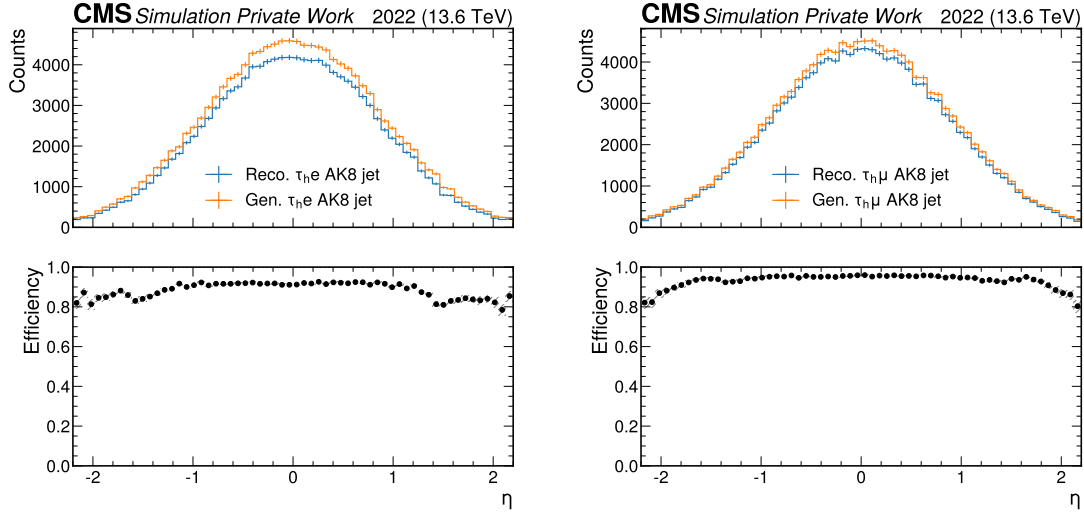 CMS Simulation Private Work 2022 (13.6 TeV)
Counts
4000
3000
2000
1000
0
Reco. τhe AK8 jet
Gen. τhe AK8 jet
Efficiency
1.0
0.8
0.6
0.4
0.2
0.0
-2 -1 0 1 2
η
CMS Simulation Private Work 2022 (13.6 TeV)
Counts
4000
3000
2000
1000
0
Reco. τhμ AK8 jet
Gen. τhμ AK8 jet
Efficiency
1.0
0.8
0.6
0.4
0.2
0.0
-2 -1 0 1 2
η